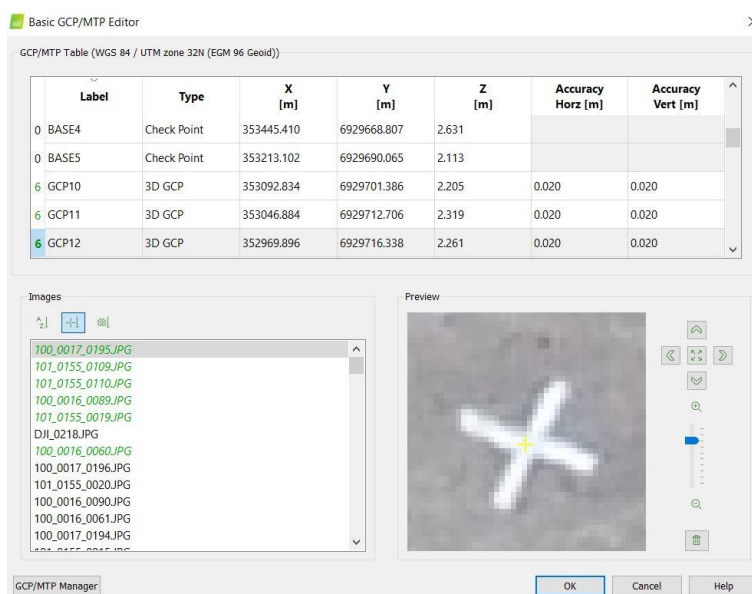 Basic GCP/MTP Editor
GCP/MTP Table (WGS 84 / UTM zone 32N (EGM 96 Geoid))
Label Type X [m] Y [m] Z [m] Accuracy Horz [m] Accuracy Vert [m]
0 BASE4 Check Point 353445.410 6929668.807 2.631
0 BASE5 Check Point 353213.102 6929690.065 2.113
6 GCP10 3D GCP 353092.834 6929701.386 2.205 0.020 0.020
6 GCP11 3D GCP 353046.884 6929712.706 2.319 0.020 0.020
6 GCP12 3D GCP 352969.896 6929716.338 2.261 0.020 0.020
Images
100_0017_0195.JPG
101_0155_0109.JPG
101_0155_0110.JPG
100_0016_0089.JPG
101_0155_0019.JPG
DJI_0218.JPG
100_0016_0060.JPG
100_0017_0196.JPG
101_0155_0020.JPG
100_0016_0090.JPG
100_0016_0061.JPG
100_0017_0194.JPG
Preview
GCP/MTP Manager
OK Cancel Help